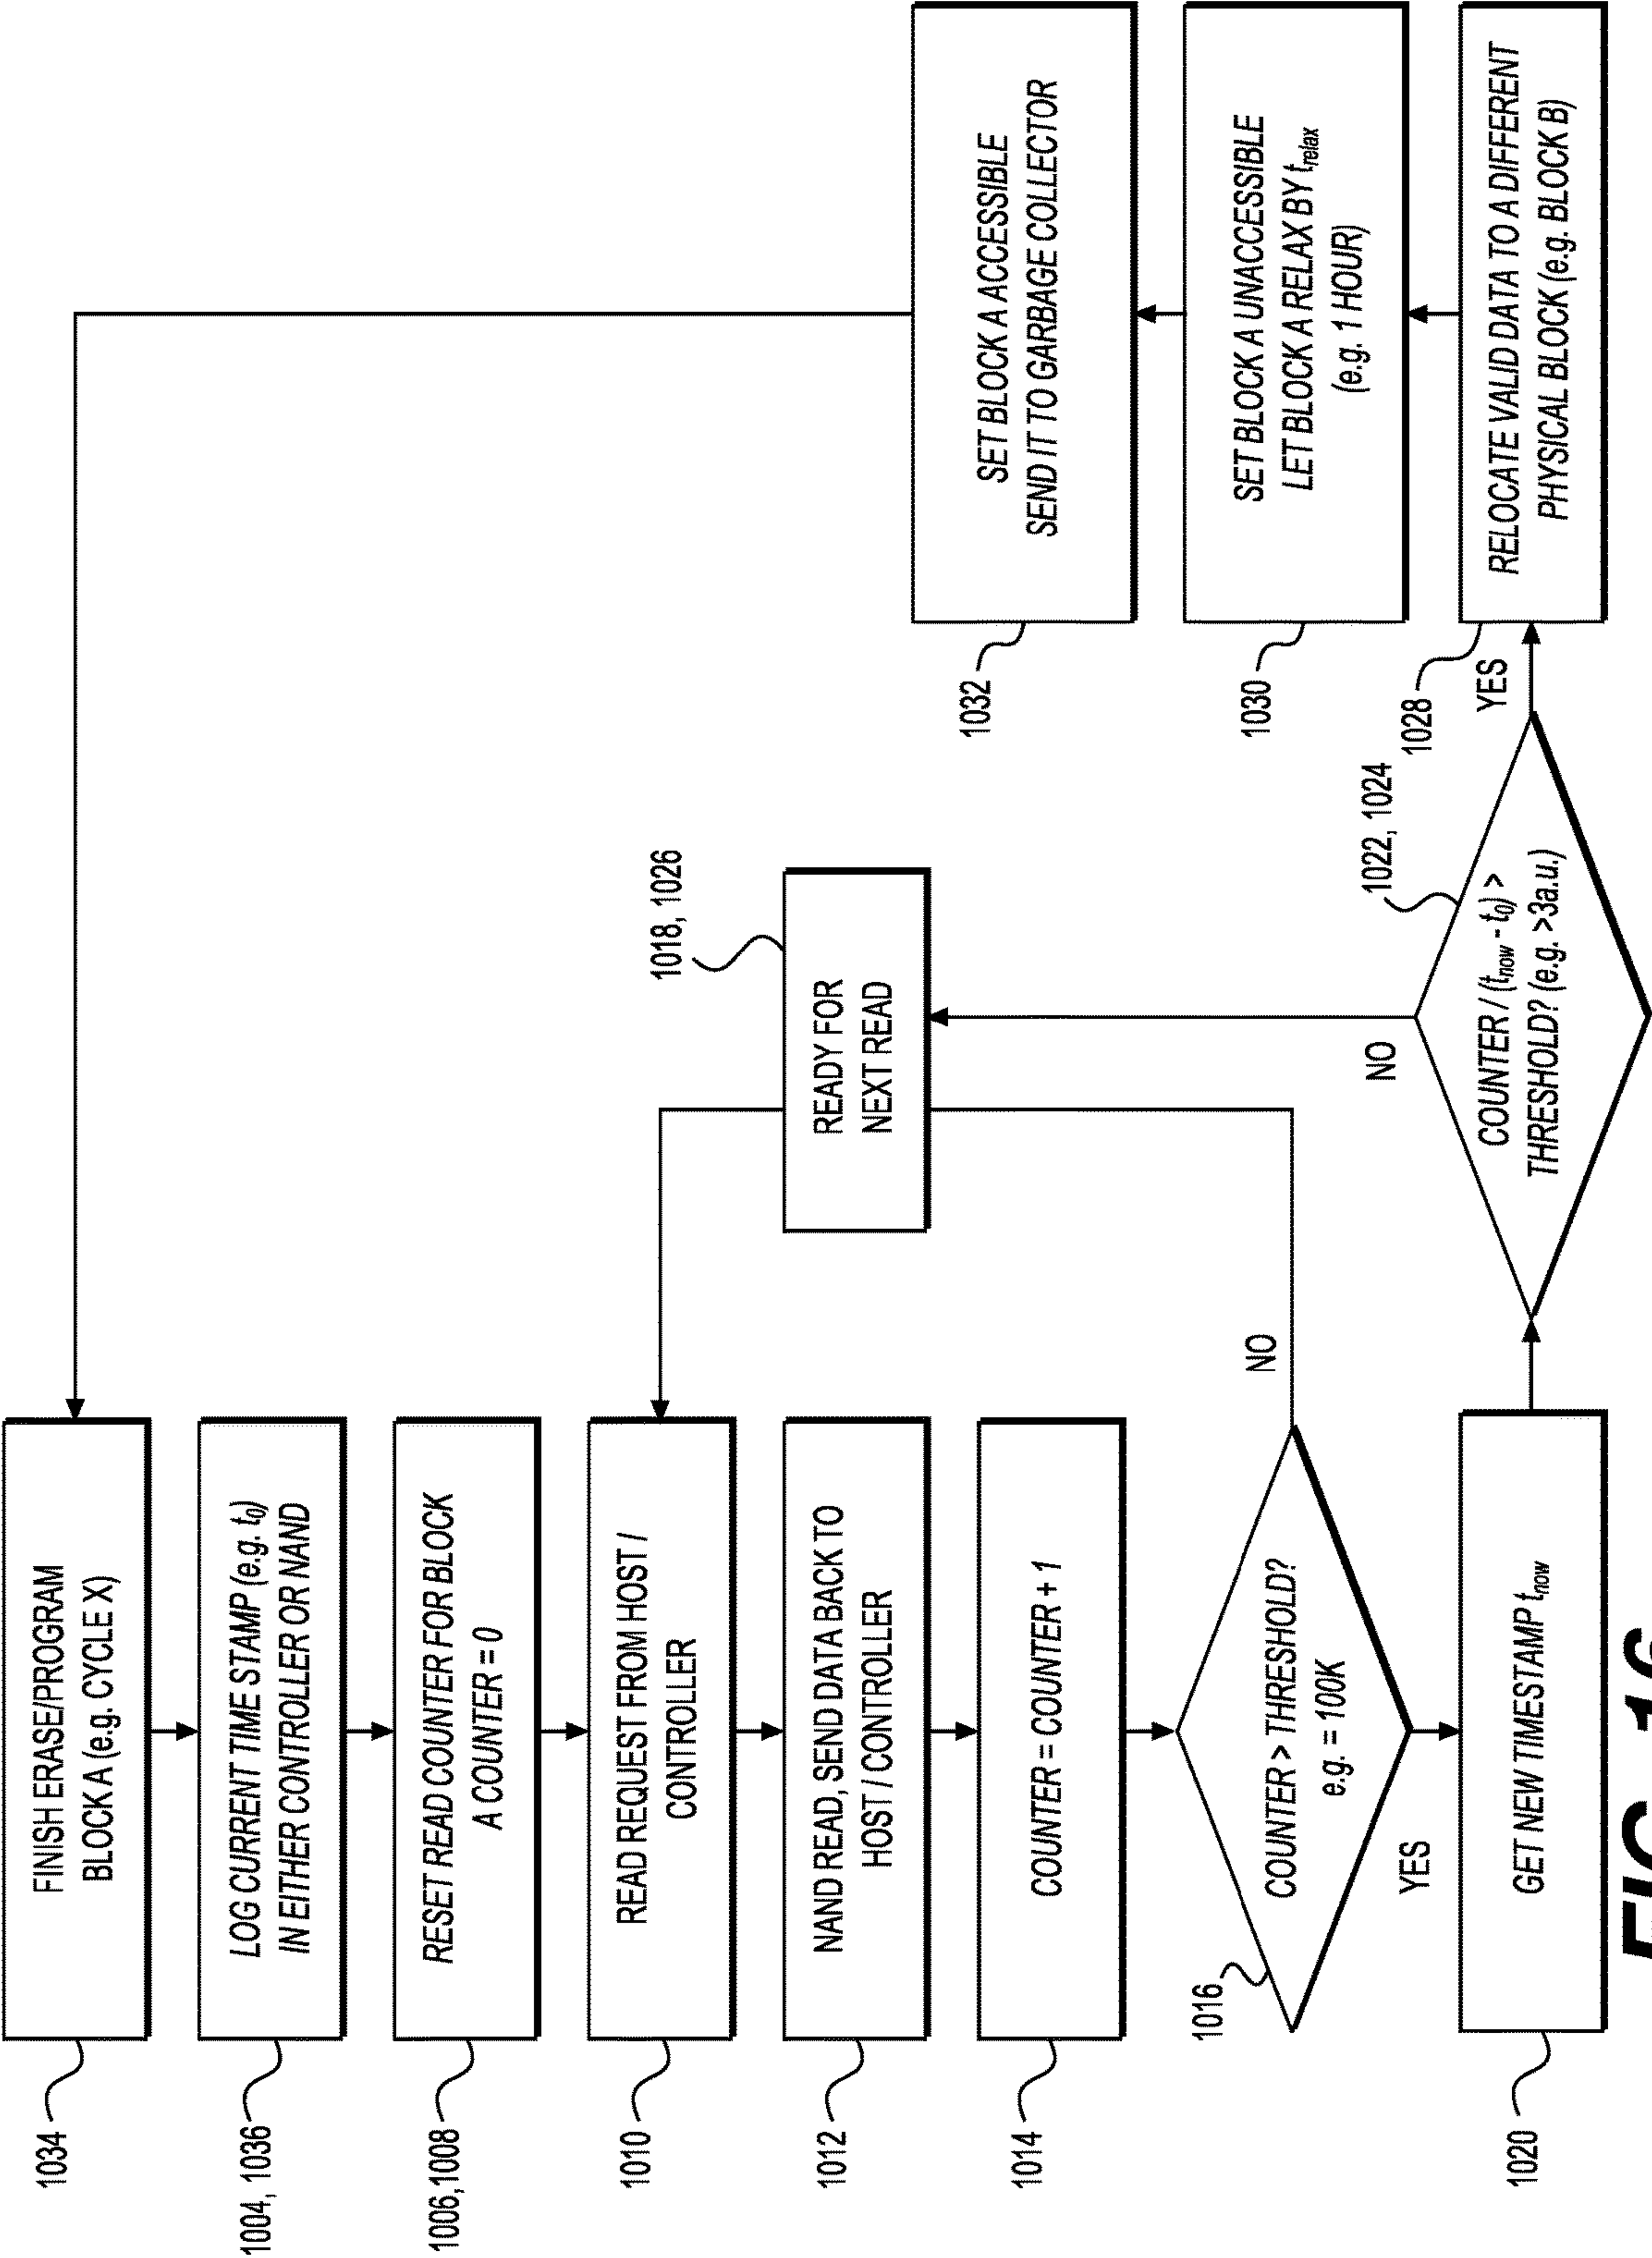 1034
FINISH ERASE/PROGRAM
BLOCK A (e.g. CYCLE X)
1004, 1036
LOG CURRENT TIME STAMP (e.g. t0)
IN EITHER CONTROLLER OR NAND
1006,1008
RESET READ COUNTER FOR BLOCK
A COUNTER = 0
1010
READ REQUEST FROM HOST /
CONTROLLER
1012
NAND READ, SEND DATA BACK TO
HOST / CONTROLLER
1014
COUNTER = COUNTER + 1
1016
COUNTER > THRESHOLD?
e.g. = 100K
NO
YES
1020
GET NEW TIMESTAMP tnow
1018, 1026
READY FOR
NEXT READ
NO
1022, 1024
COUNTER / (tnow - t0) >
THRESHOLD? (e.g. >3a.u.)
YES
1028
RELOCATE VALID DATA TO A DIFFERENT
PHYSICAL BLOCK (e.g. BLOCK B)
1030
SET BLOCK A UNACCESSIBLE
LET BLOCK A RELAX BY trelax
(e.g. 1 HOUR)
1032
SET BLOCK A ACCESSIBLE
SEND IT TO GARBAGE COLLECTOR
FIG. 16